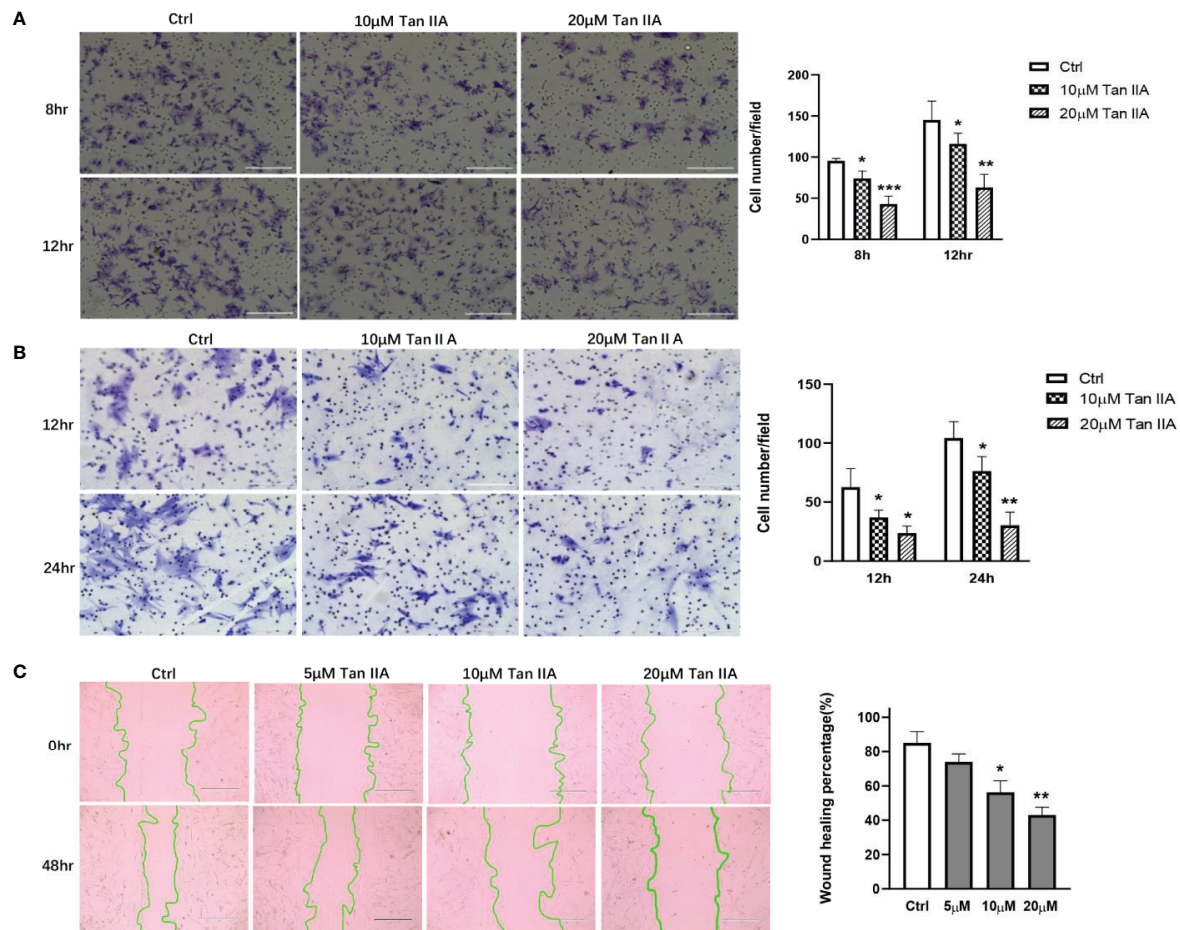 A
Ctrl
10μM Tan IIA
20μM Tan IIA
8hr
12hr
Cell number/field
200
150
100
50
0
*
***
*
**
8h
12hr
Ctrl
10μM Tan IIA
20μM Tan IIA
B
Ctrl
10μM Tan II A
20μM Tan II A
12hr
24hr
Cell number/field
150
100
50
0
*
*
*
**
12h
24h
Ctrl
10μM Tan IIA
20μM Tan IIA
C
Ctrl
5μM Tan IIA
10μM Tan IIA
20μM Tan IIA
0hr
48hr
Wound healing percentage(%)
100
80
60
40
80
0
*
**
Ctrl
5μM
10μM
20μM